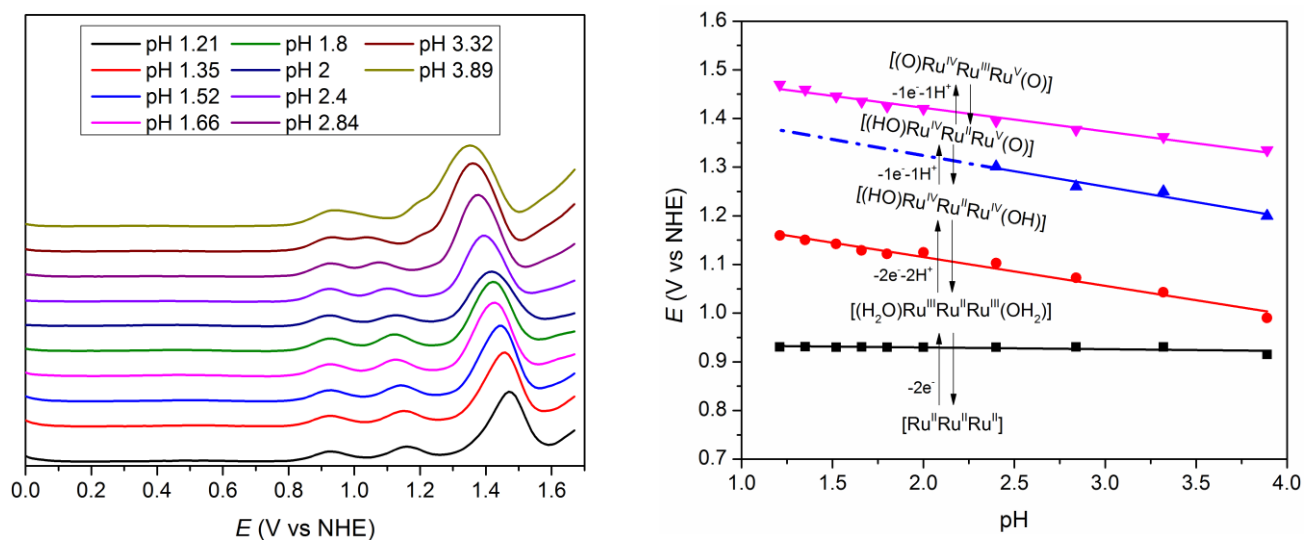 pH 1.21 pH 1.8 pH 3.32
pH 1.35 pH 2 pH 3.89
pH 1.52 pH 2.4
pH 1.66 pH 2.84
0.0 0.2 0.4 0.6 0.8 1.0 1.2 1.4 1.6
E (V vs NHE)
1.6
1.5
1.4
1.3
1.2
1.1
1.0
0.9
0.8
0.7
E (V vs NHE)
[(O)Ru^IV Ru^III Ru^V(O)]
-1e⁻-1H⁺
[(HO)Ru^IV Ru^II Ru^V(O)]
-1e⁻-1H⁺
[(HO)Ru^IV Ru^II Ru^IV(OH)]
-2e⁻-2H⁺
[(H₂O)Ru^III Ru^II Ru^III(OH₂)]
-2e⁻
[Ru^II Ru^II Ru^II]
1.0 1.5 2.0 2.5 3.0 3.5 4.0
pH